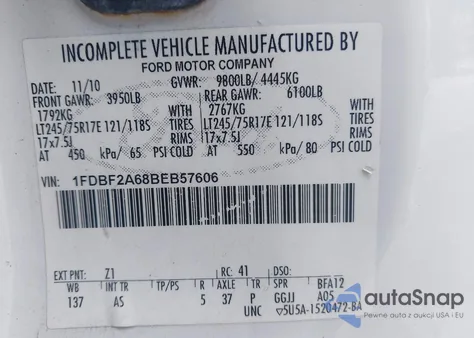 INCOMPLETE VEHICLE MANUFACTURED BY
FORD MOTOR COMPANY
DATE: 11/10 GVWR: 9800LB/ 4445KG
FRONT GAWR: 3950LB REAR GAWR: 6100LB
1792KG WITH 2767KG WITH
LT245/75R17E 121/118S TIRES LT245/75R17E 121/118S TIRES
17x7.5J RIMS 17x7.5J RIMS
AT 450 kPa/ 65 PSI COLD AT 550 kPa/ 80 PSI COLD
VIN: 1FDBF2A68BEB57606
EXT PNT: Z1 RC: 41 DSO:
WB INT TR TP/PS R AXLE TR SPR BFA12
137 AS 5 37 P GGJJ A05
U ▽5U5A-1520472-BA
autoSnap
Pewne auta z aukcji USA i EU